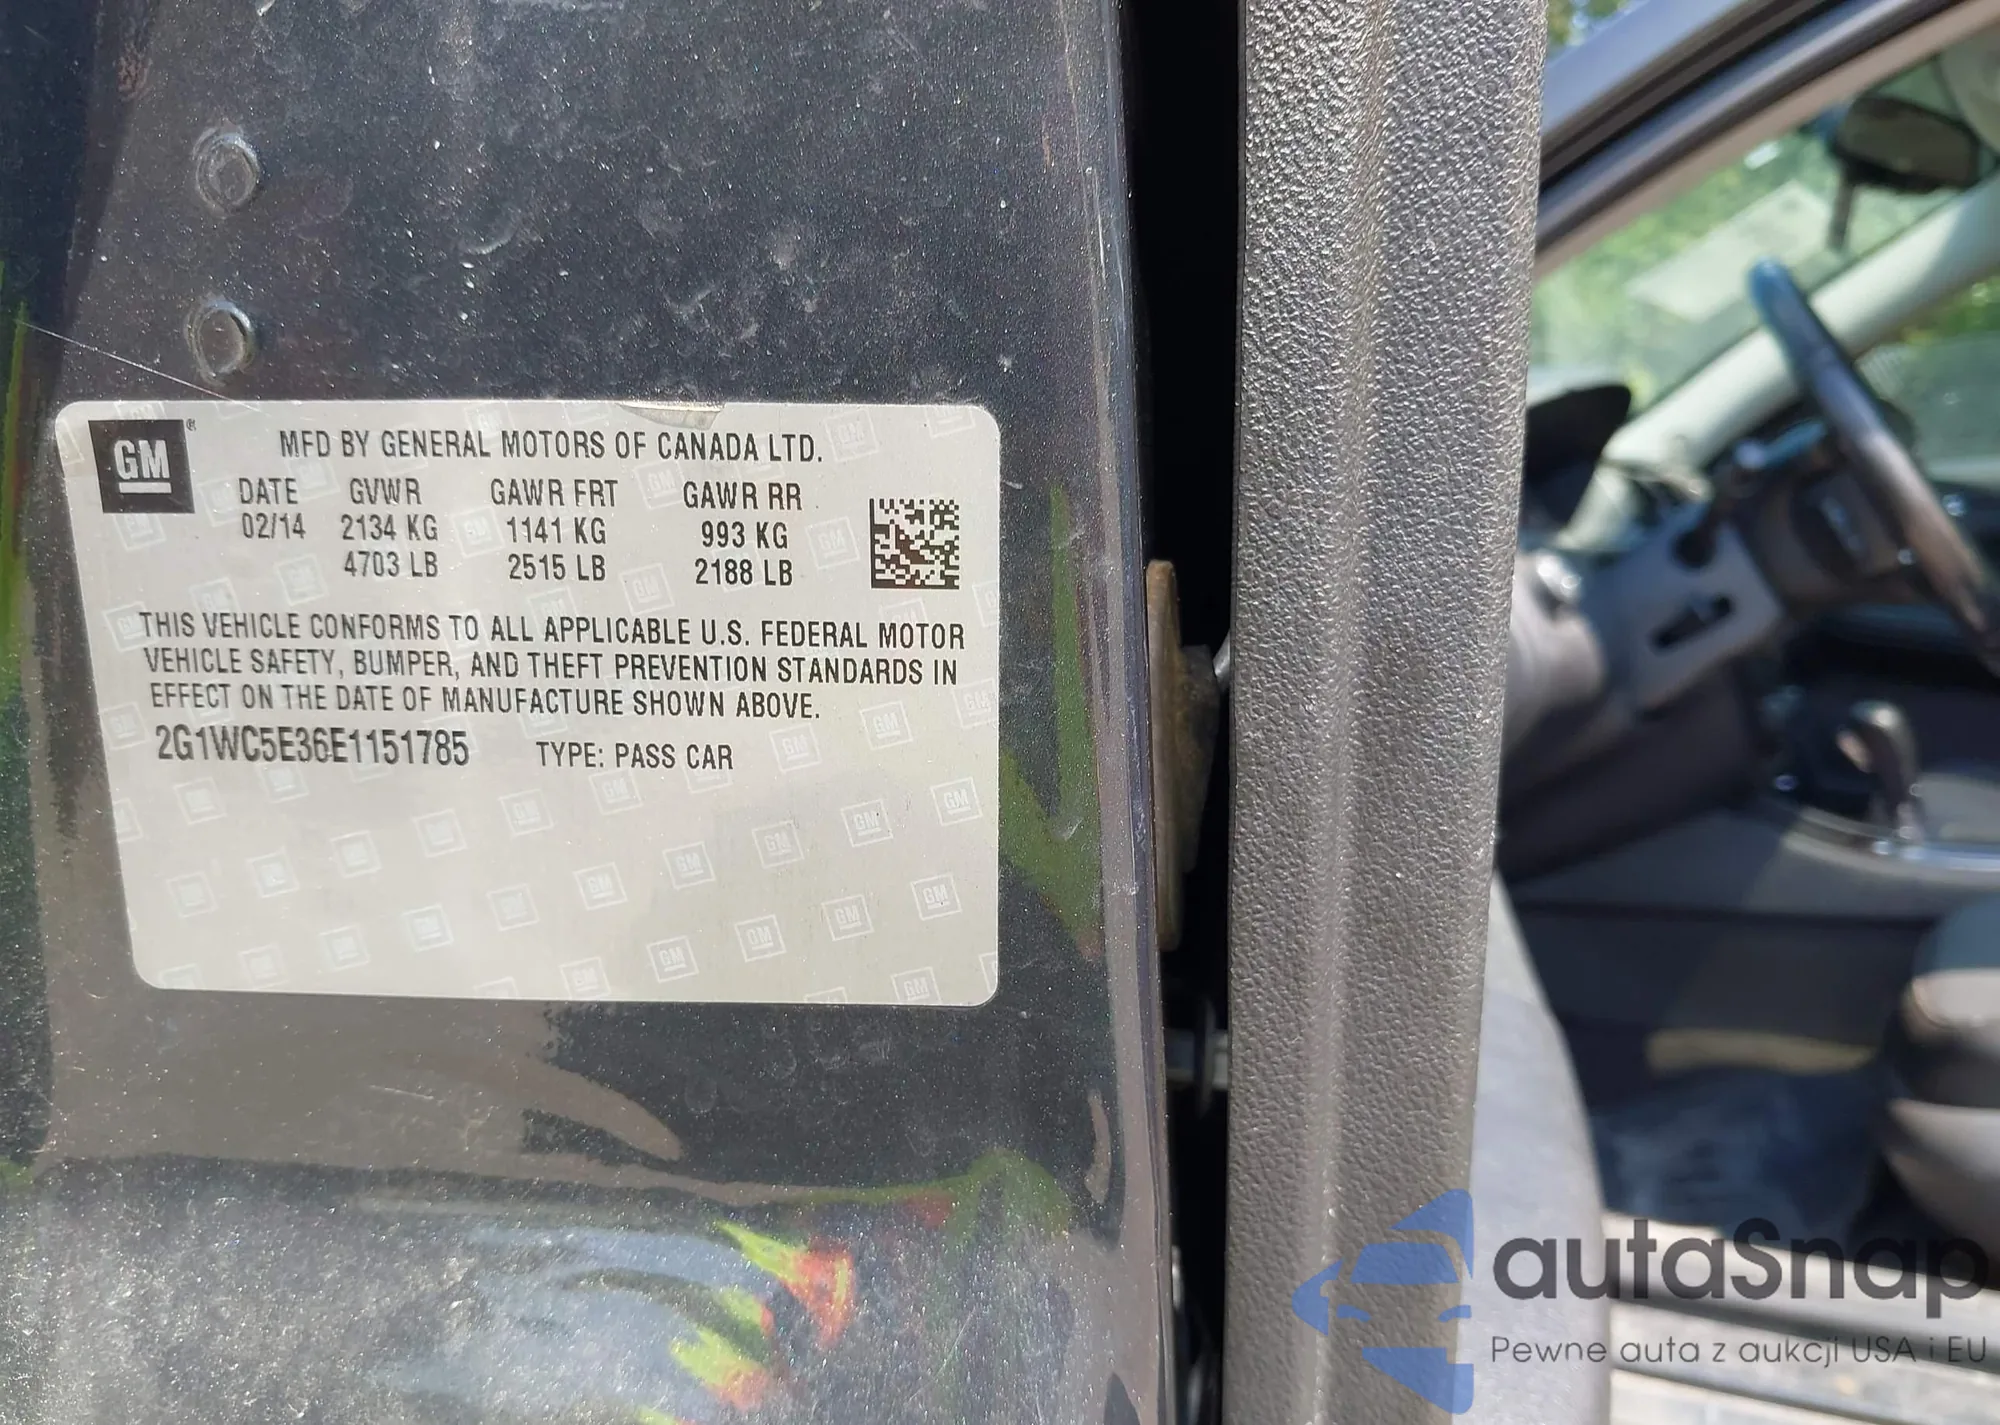 GM®
MFD BY GENERAL MOTORS OF CANADA LTD.
DATE GVWR GAWR FRT GAWR RR
02/14 2134 KG 1141 KG 993 KG
4703 LB 2515 LB 2188 LB
THIS VEHICLE CONFORMS TO ALL APPLICABLE U.S. FEDERAL MOTOR
VEHICLE SAFETY, BUMPER, AND THEFT PREVENTION STANDARDS IN
EFFECT ON THE DATE OF MANUFACTURE SHOWN ABOVE.
2G1WC5E36E1151785 TYPE: PASS CAR
autaSnap
Pewne auta z aukcji USA i EU